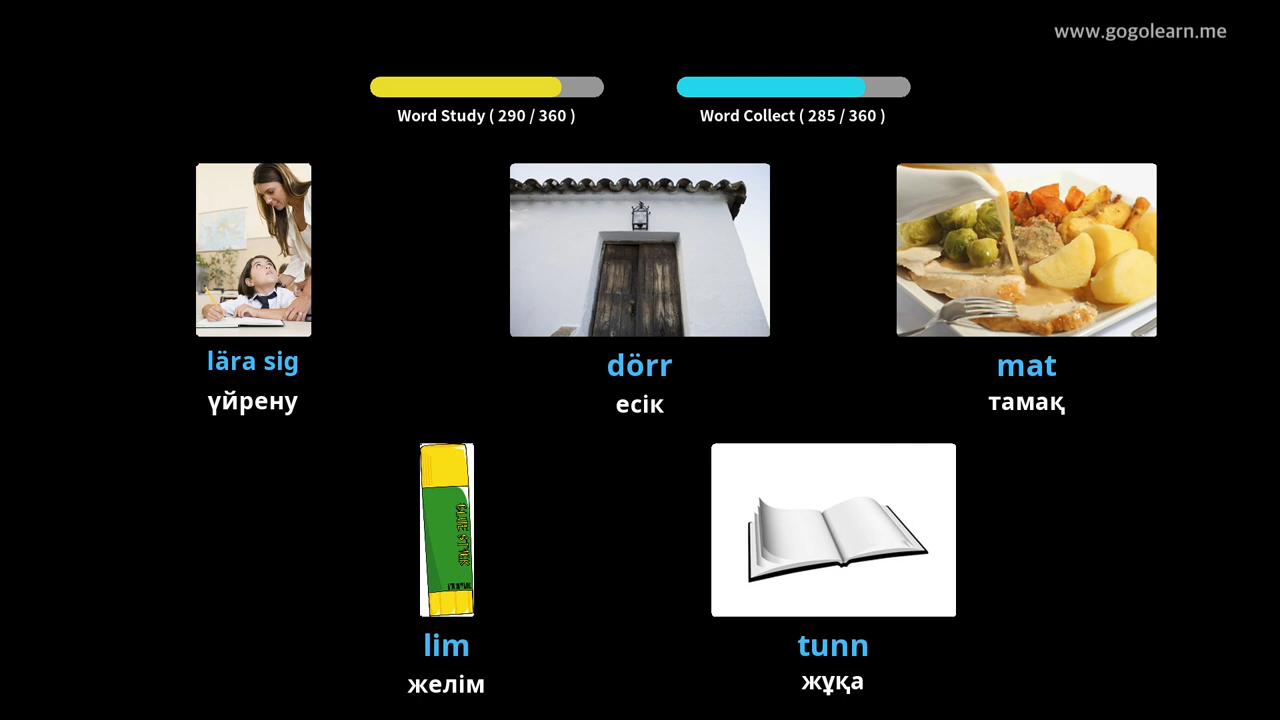 www.gogolearn.me
Word Study ( 290 / 360 )
Word Collect ( 285 / 360 )
lära sig
dörr
mat
үйрену
есік
тамақ
lim
tunn
желім
жұқа